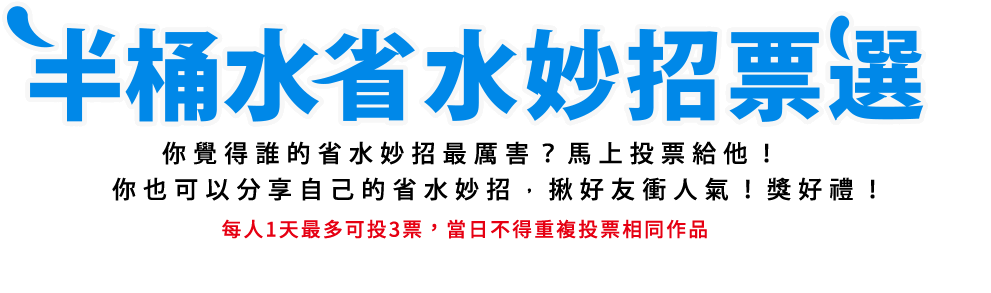 半桶水省水妙招票選
你覺得誰的省水妙招最厲害？馬上投票給他！
你也可以分享自己的省水妙招，揪好友衝人氣！獎好禮！
每人1天最多可投3票，當日不得重複投票相同作品